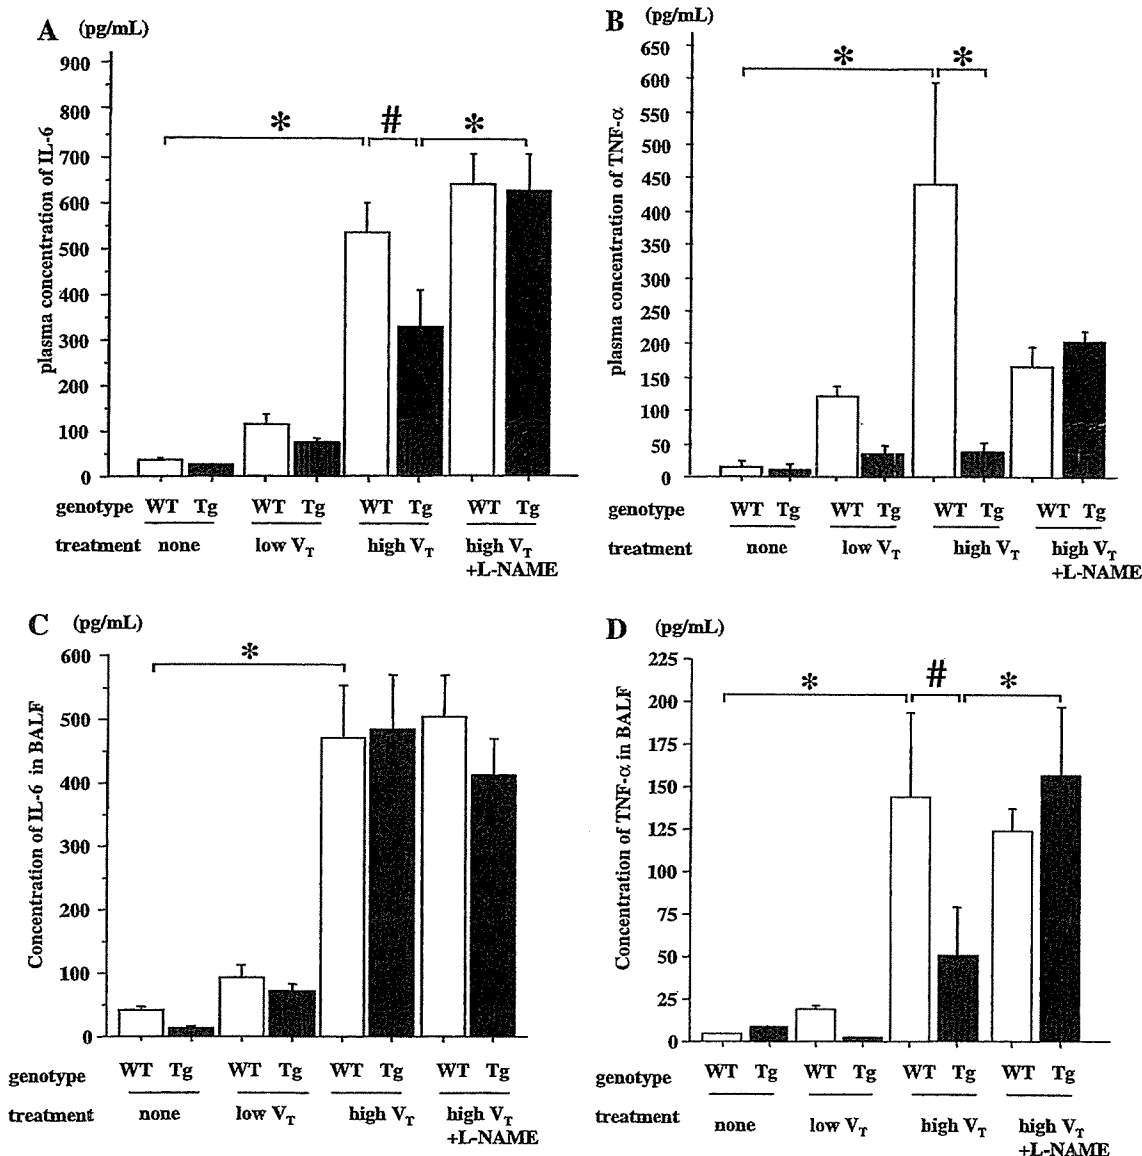 A (pg/mL)
plasma concentration of IL-6
900
800
700
600
500
400
300
200
100
0
* # *
genotype WT Tg WT Tg WT Tg WT Tg
treatment none low VT high VT high VT
+L-NAME
B (pg/mL)
plasma concentration of TNF-α
650
600
550
500
450
400
350
300
250
200
150
100
50
0
* *
genotype WT Tg WT Tg WT Tg WT Tg
treatment none low VT high VT high VT
+L-NAME
C (pg/mL)
Concentration of IL-6 in BALF
600
500
400
300
200
100
0
*
genotype WT Tg WT Tg WT Tg WT Tg
treatment none low VT high VT high VT
+L-NAME
D (pg/mL)
Concentration of TNF-α in BALF
225
200
175
150
125
100
75
50
25
0
* # *
genotype WT Tg WT Tg WT Tg WT Tg
treatment none low VT high VT high VT
+L-NAME